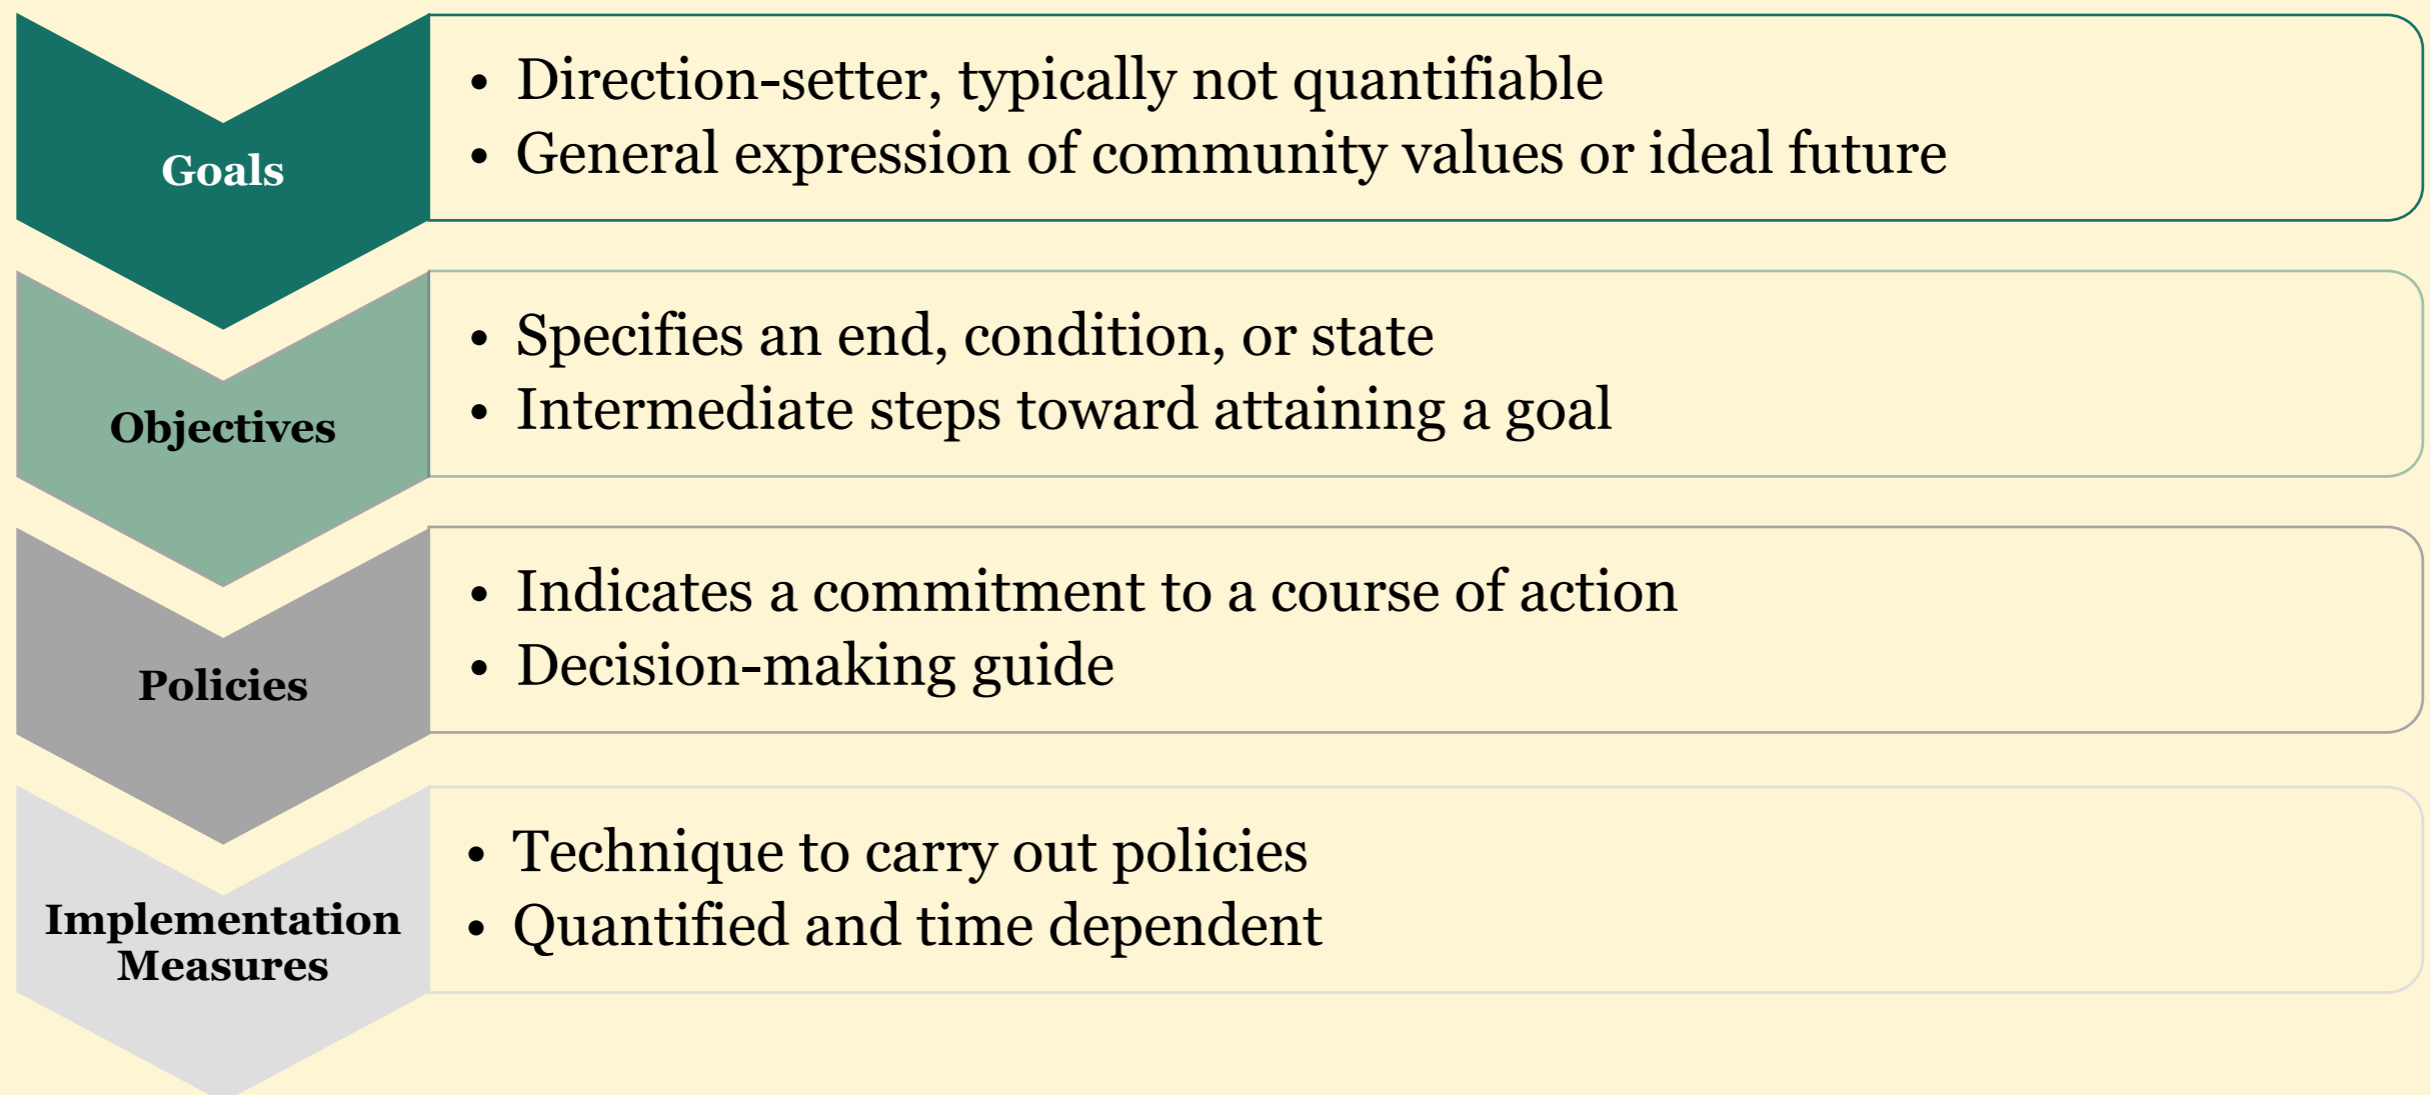 Goals
• Direction-setter, typically not quantifiable
• General expression of community values or ideal future
Objectives
• Specifies an end, condition, or state
• Intermediate steps toward attaining a goal
Policies
• Indicates a commitment to a course of action
• Decision-making guide
Implementation
Measures
• Technique to carry out policies
• Quantified and time dependent